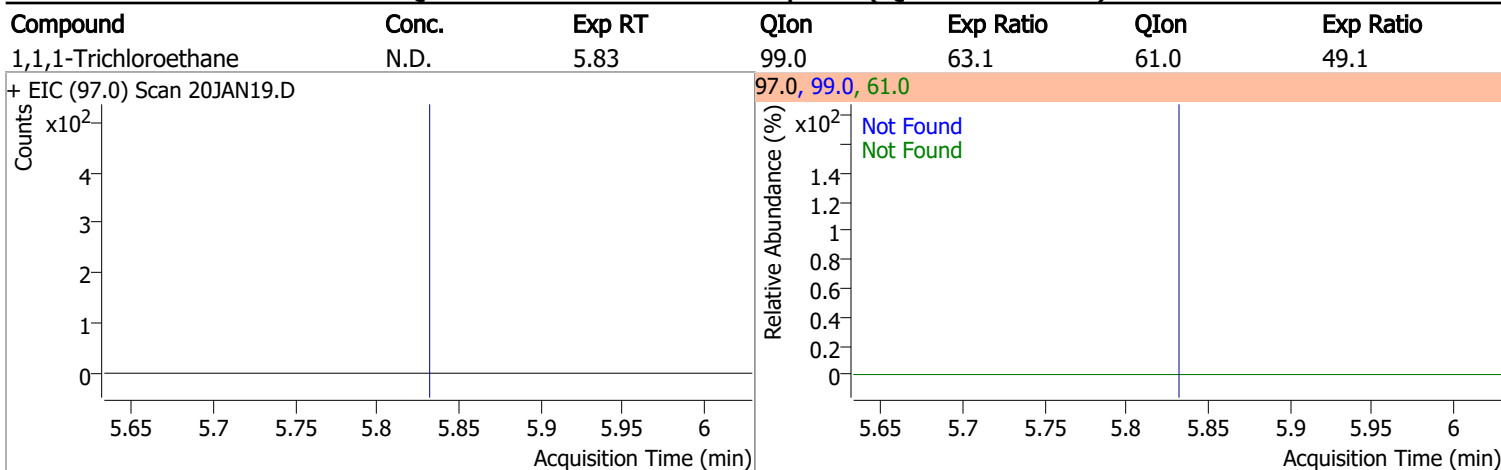 Compound Conc. Exp RT QIon Exp Ratio QIon Exp Ratio
1,1,1-Trichloroethane N.D. 5.83 99.0 63.1 61.0 49.1
+ EIC (97.0) Scan 20JAN19.D
Counts
x10²
4
3
2
1
0
5.65 5.7 5.75 5.8 5.85 5.9 5.95 6
Acquisition Time (min)
97.0, 99.0, 61.0
Relative Abundance (%)
x10²
Not Found
Not Found
1.4
1.2
1
0.8
0.6
0.4
0.2
0
5.65 5.7 5.75 5.8 5.85 5.9 5.95 6
Acquisition Time (min)